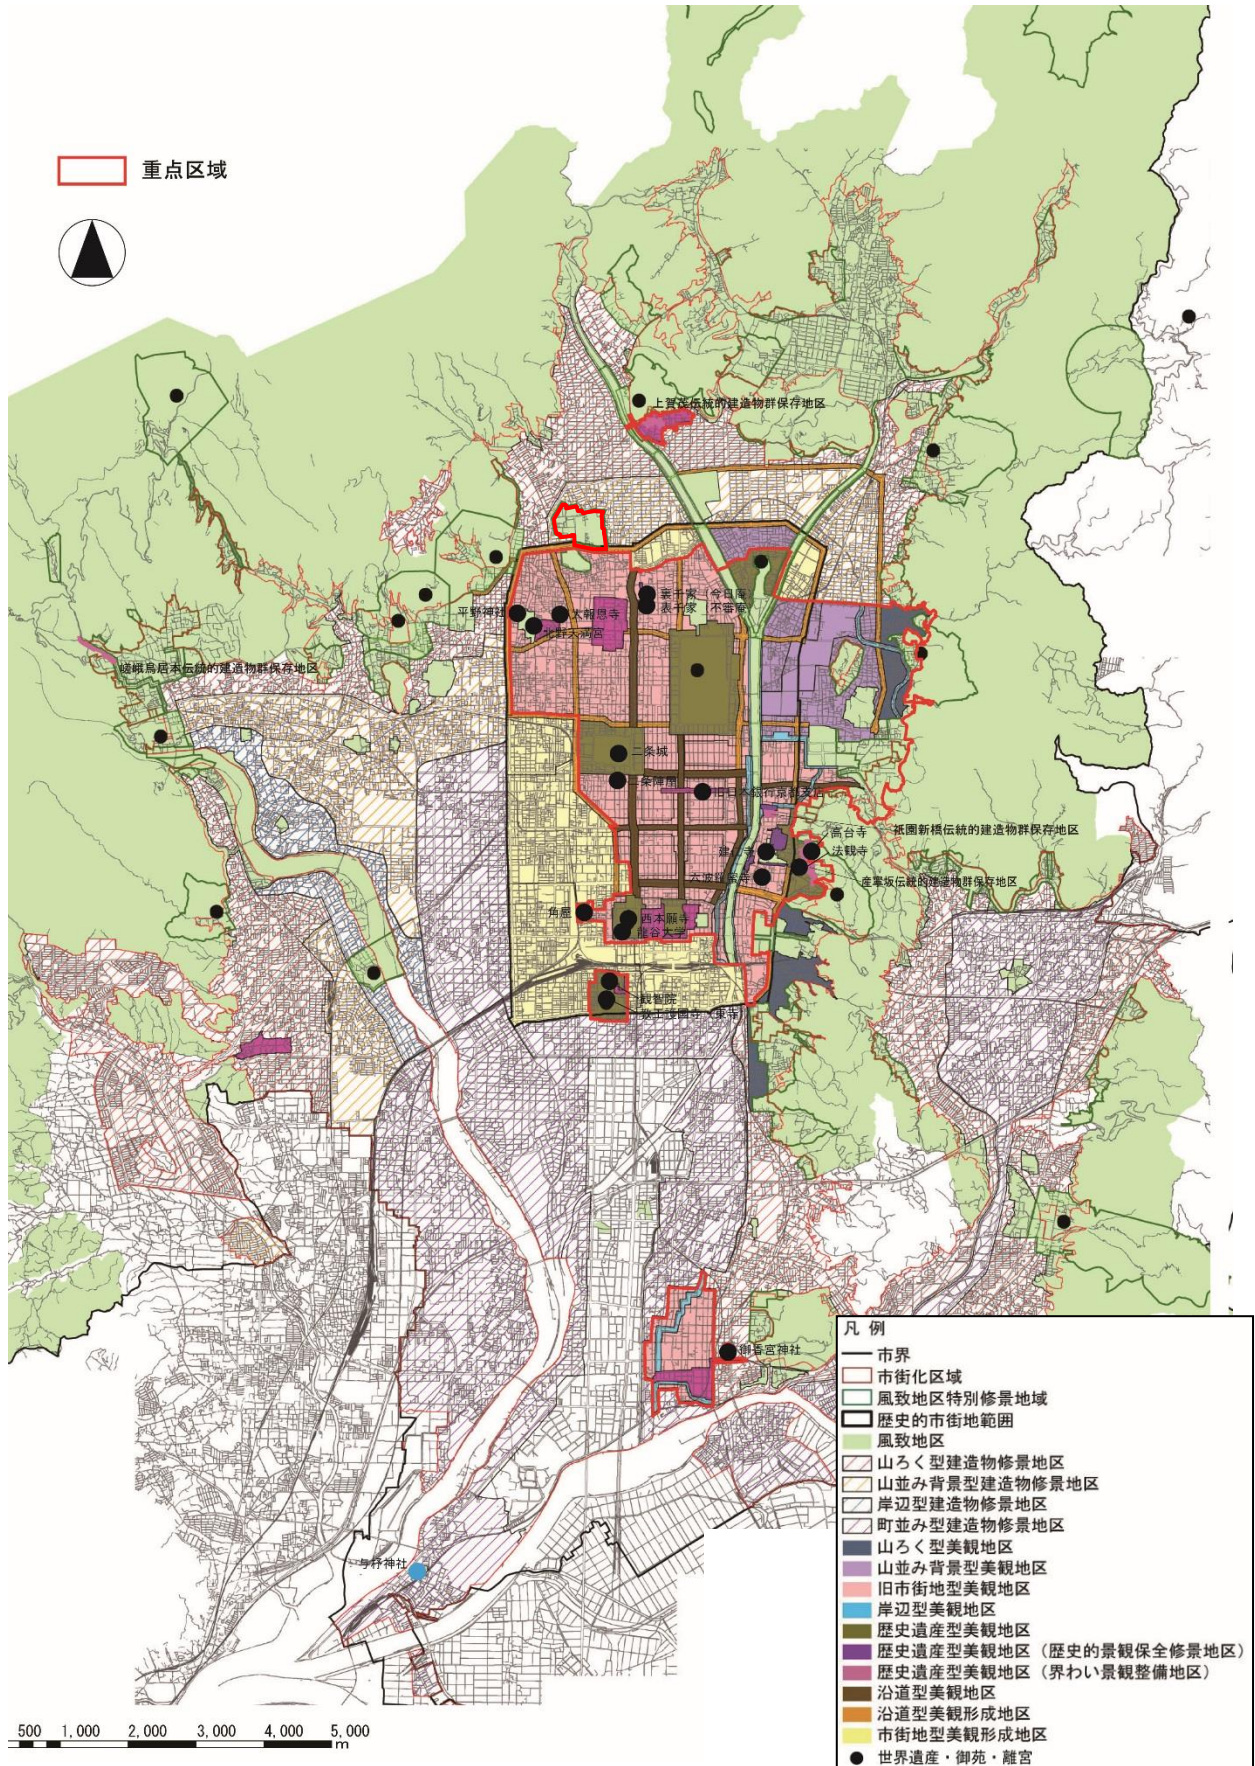 重点区域
上賀茂伝統的建造物群保存地区
裏千家 今日庵
表千家 不審庵
平野神社
大報恩寺
北野天満宮
嵯峨鳥居本伝統的建造物群保存地区
二条城
二条陣屋
旧日本銀行京都支店
高台寺
祇園新橋伝統的建造物群保存地区
建仁寺
法観寺
六波羅蜜寺
産寧坂伝統的建造物群保存地区
角屋
西本願寺
龍谷大学
観智院
教王護国寺(東寺)
御香宮神社
与杼神社
凡 例
市界
市街化区域
風致地区特別修景地域
歴史的市街地範囲
風致地区
山ろく型建造物修景地区
山並み背景型建造物修景地区
岸辺型建造物修景地区
町並み型建造物修景地区
山ろく型美観地区
山並み背景型美観地区
旧市街地型美観地区
岸辺型美観地区
歴史遺産型美観地区
歴史遺産型美観地区(歴史的景観保全修景地区)
歴史遺産型美観地区(界わい景観整備地区)
沿道型美観地区
沿道型美観形成地区
市街地型美観形成地区
世界遺産・御苑・離宮
500 1,000 2,000 3,000 4,000 5,000
m